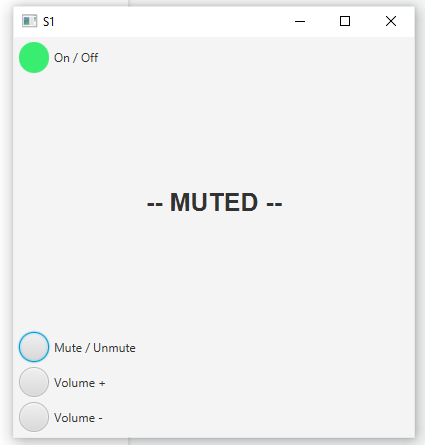 S1
On / Off
-- MUTED --
Mute / Unmute
Volume +
Volume -